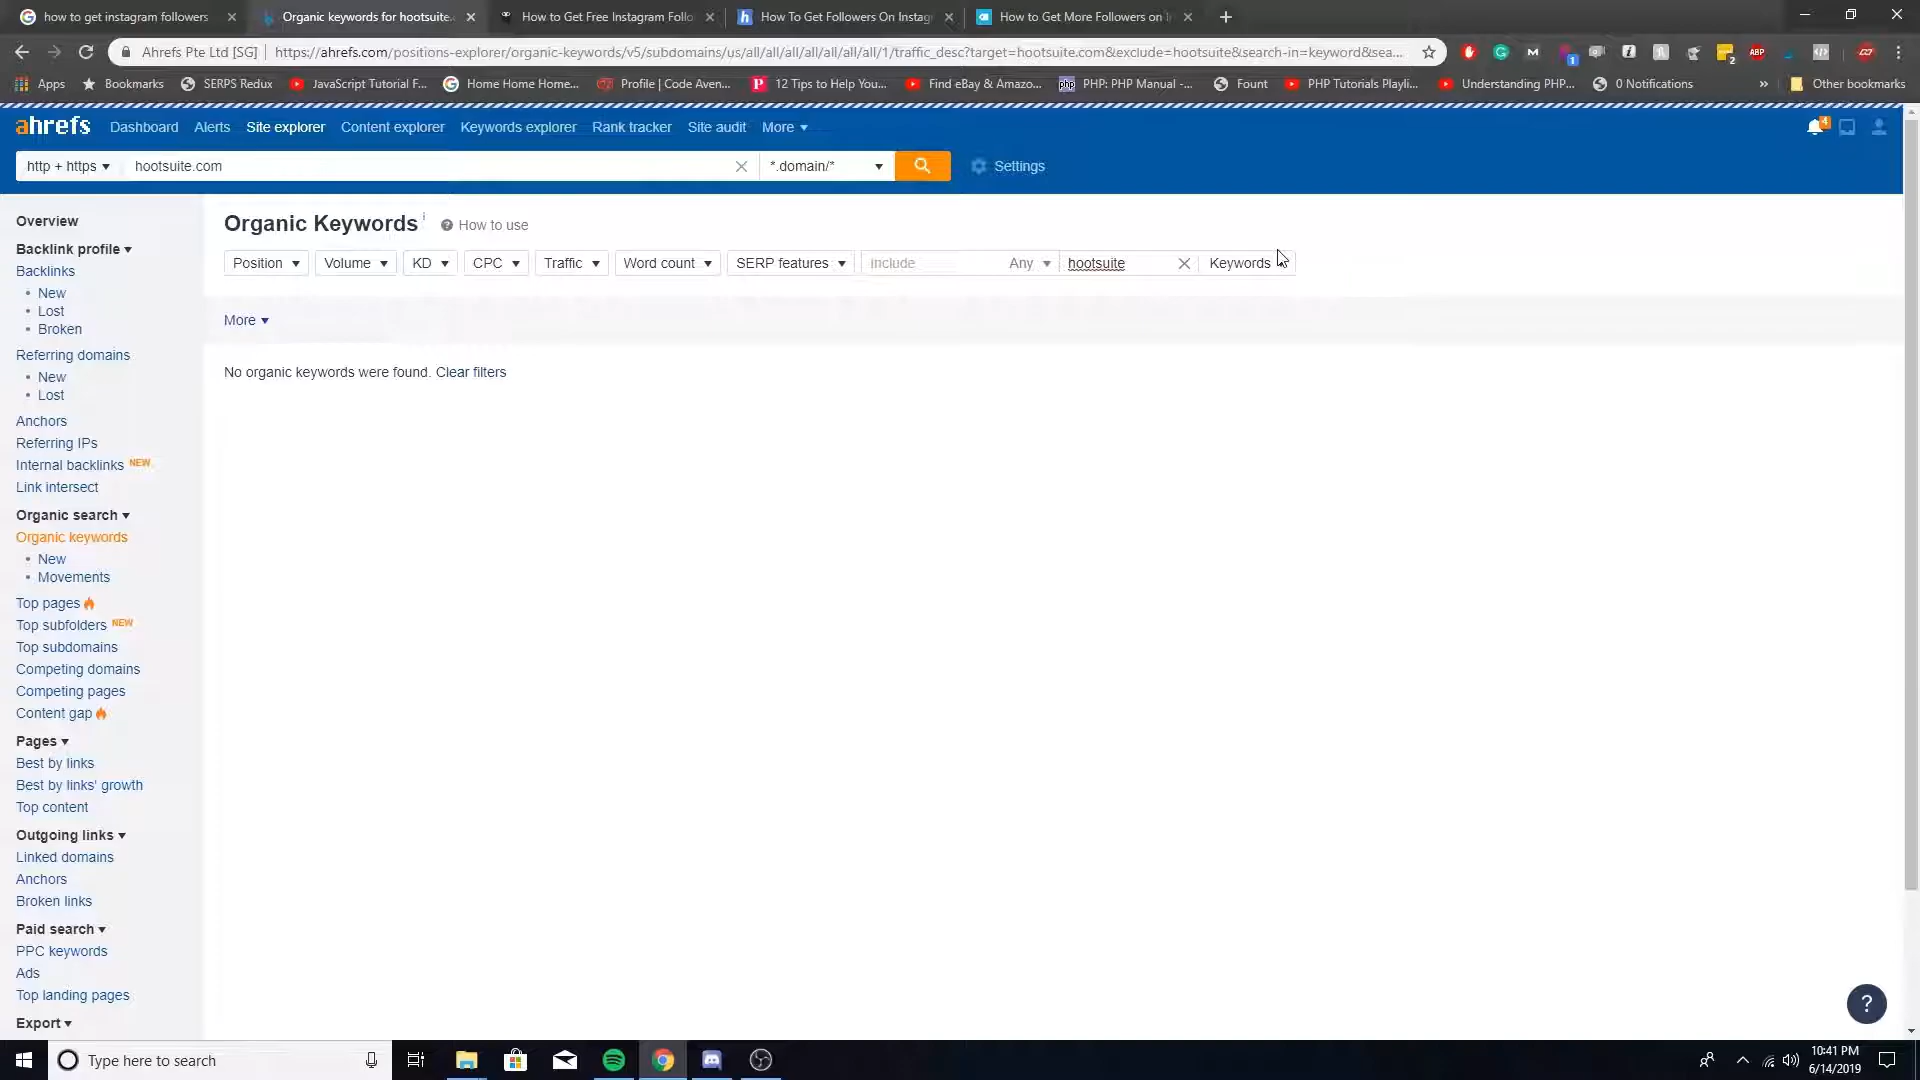 how to get instagram followers
Organic keywords for hootsuite.
How to Get Free Instagram Follo
How To Get Followers On Instag
How to Get More Followers on I
Ahrefs Pte Ltd [SG] | https://ahrefs.com/positions-explorer/organic-keywords/v5/subdomains/us/all/all/all/all/all/all/all/1/traffic_desc?target=hootsuite.com&exclude=hootsuite&search-in=keyword&sea...
Apps Bookmarks SERPS Redux JavaScript Tutorial F... Home Home Home... Profile | Code Aven... 12 Tips to Help You... Find eBay & Amazo... PHP: PHP Manual -... Fount PHP Tutorials Playli... Understanding PHP... 0 Notifications » Other bookmarks
ahrefs Dashboard Alerts Site explorer Content explorer Keywords explorer Rank tracker Site audit More 4
http + https hootsuite.com *.domain/* Settings
Overview
Backlink profile
Backlinks
New
Lost
Broken
Referring domains
New
Lost
Anchors
Referring IPs
Internal backlinks NEW
Link intersect
Organic search
Organic keywords
New
Movements
Top pages
Top subfolders NEW
Top subdomains
Competing domains
Competing pages
Content gap
Pages
Best by links
Best by links' growth
Top content
Outgoing links
Linked domains
Anchors
Broken links
Paid search
PPC keywords
Ads
Top landing pages
Export
Organic Keywords i ? How to use
Position Volume KD CPC Traffic Word count SERP features Include Any hootsuite Keywords
More
No organic keywords were found. Clear filters
?
Type here to search
10:41 PM
6/14/2019